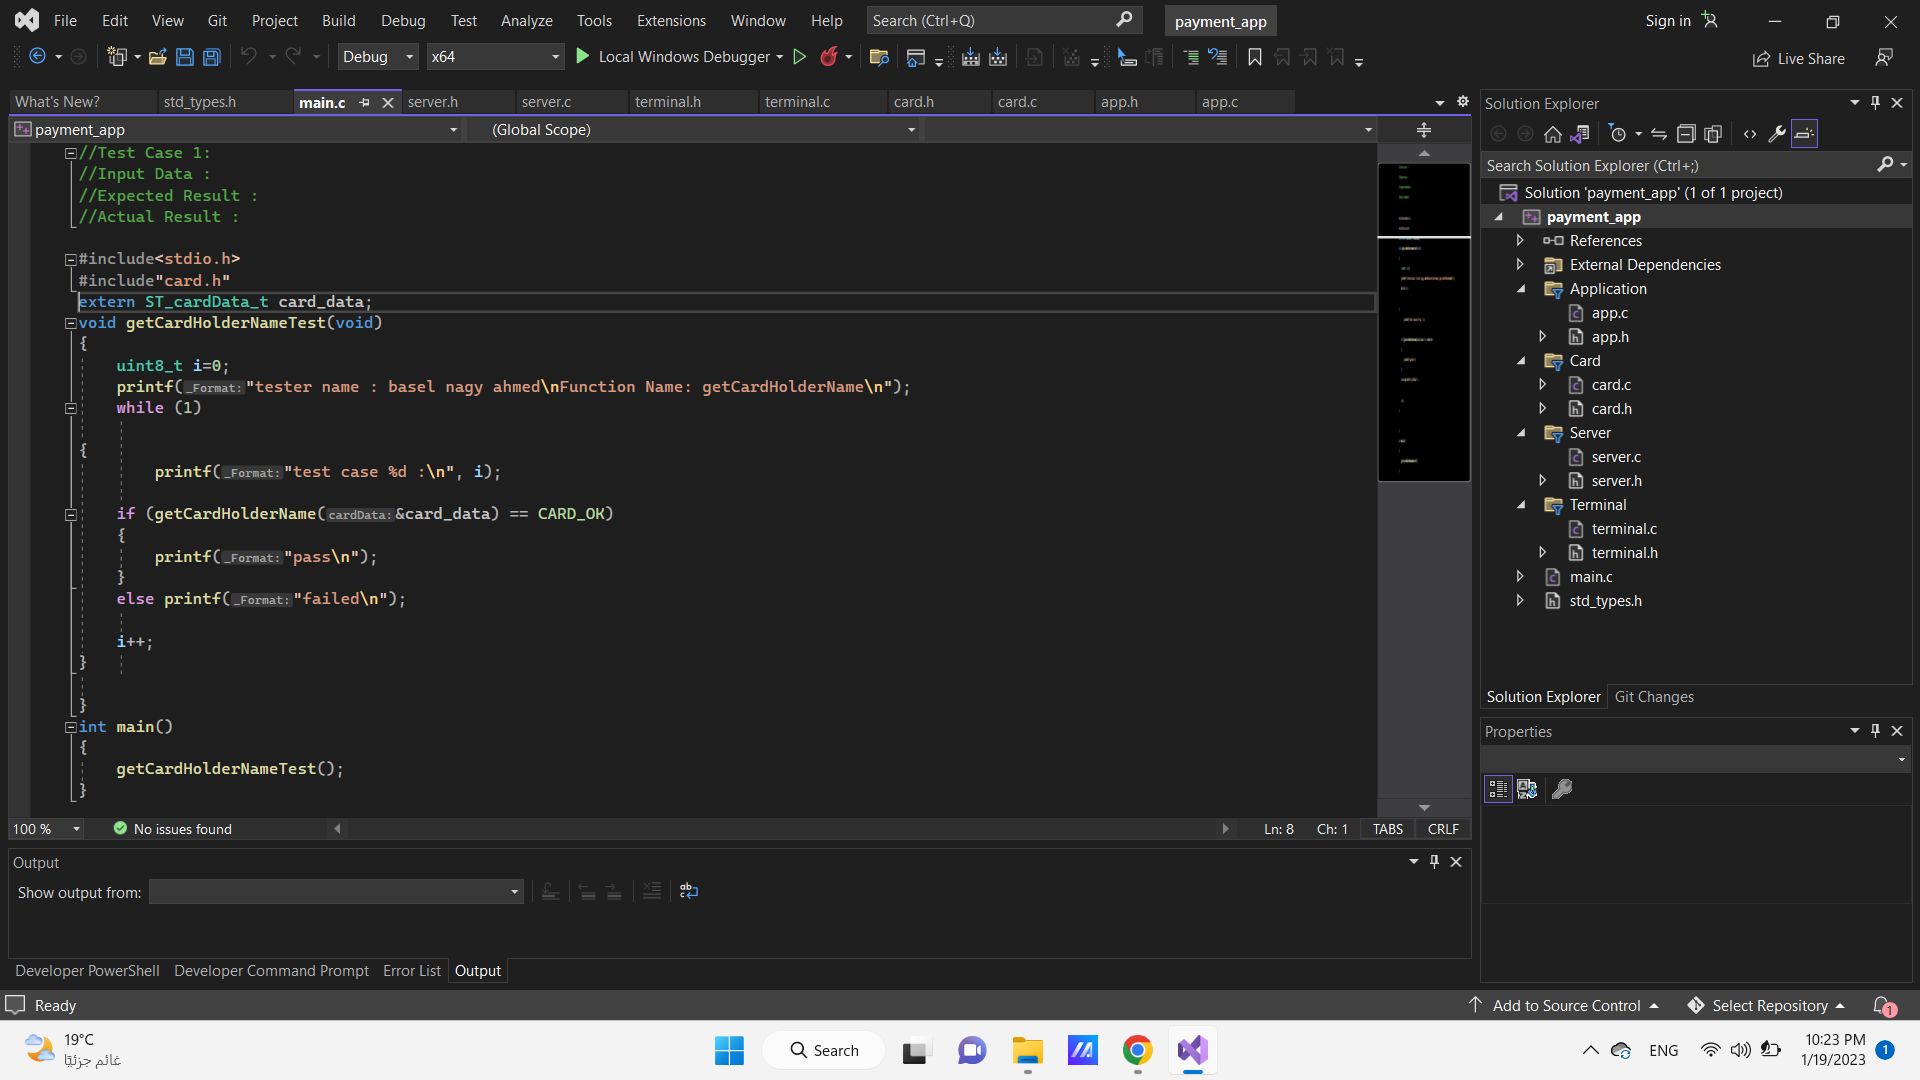 File Edit View Git Project Build Debug Test Analyze Tools Extensions Window Help Search (Ctrl+Q) payment_app Sign in
Debug x64 Local Windows Debugger Live Share
What's New? std_types.h main.c server.h server.c terminal.h terminal.c card.h card.c app.h app.c
payment_app (Global Scope)
//Test Case 1:
//Input Data :
//Expected Result :
//Actual Result :
#include<stdio.h>
#include"card.h"
extern ST_cardData_t card_data;
void getCardHolderNameTest(void)
{
uint8_t i=0;
printf(_Format:"tester name : basel nagy ahmed\nFunction Name: getCardHolderName\n");
while (1)
{
printf(_Format:"test case %d :\n", i);
if (getCardHolderName(cardData:&card_data) == CARD_OK)
{
printf(_Format:"pass\n");
}
else printf(_Format:"failed\n");
i++;
}
}
int main()
{
getCardHolderNameTest();
}
100 % No issues found Ln: 8 Ch: 1 TABS CRLF
Output
Show output from:
Developer PowerShell Developer Command Prompt Error List Output
Solution Explorer
Search Solution Explorer (Ctrl+;)
Solution 'payment_app' (1 of 1 project)
payment_app
References
External Dependencies
Application
app.c
app.h
Card
card.c
card.h
Server
server.c
server.h
Terminal
terminal.c
terminal.h
main.c
std_types.h
Solution Explorer Git Changes
Properties
Ready Add to Source Control Select Repository 1
19°C
غائم جزئيًا
Search
ENG
10:23 PM
1/19/2023
1